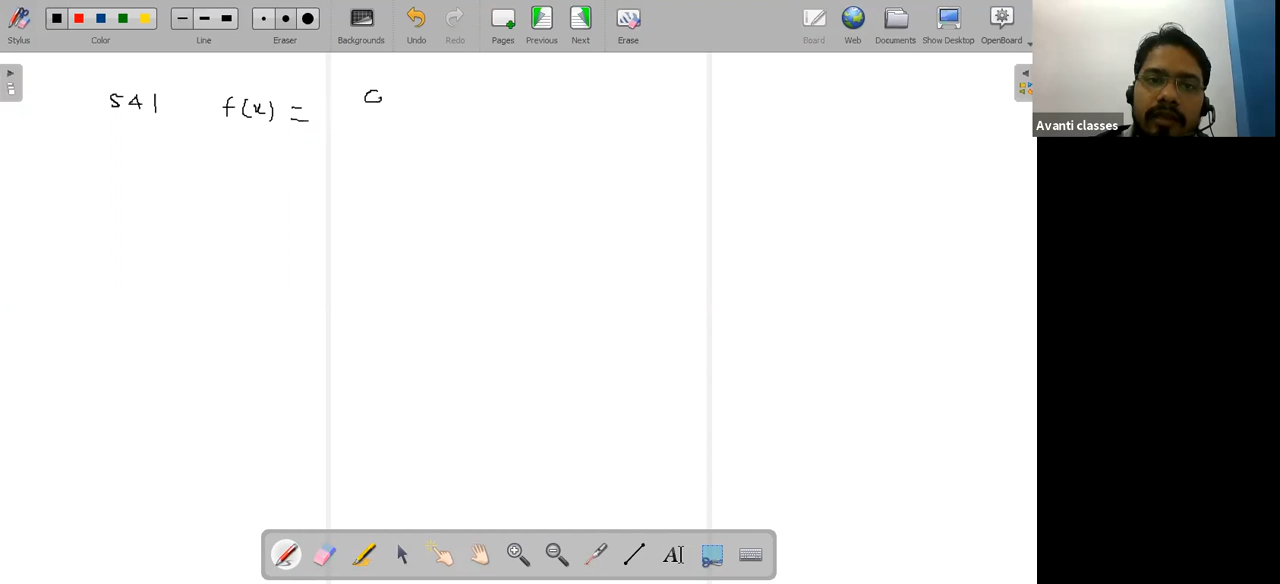 Stylus Color Line Eraser Backgrounds Undo Redo Pages Previous Next Erase Board Web Documents Show Desktop OpenBoard
Avanti classes
541 f(x) =
A